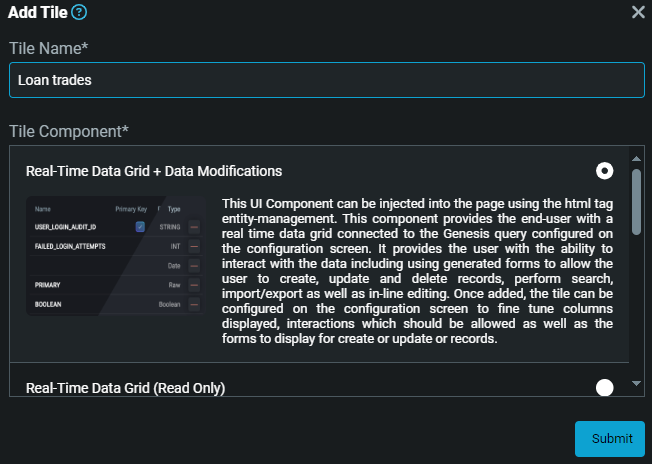 Add Tile ?
Tile Name*
Loan trades
Tile Component*
Real-Time Data Grid + Data Modifications
Name Primary Key Type
USER_LOGIN_AUDIT_ID STRING
FAILED_LOGIN_ATTEMPTS INT
Date
PRIMARY Raw
BOOLEAN Boolean
This UI Component can be injected into the page using the html tag
entity-management. This component provides the end-user with a
real time data grid connected to the Genesis query configured on
the configuration screen. It provides the user with the ability to
interact with the data including using generated forms to allow the
user to create, update and delete records, perform search,
import/export as well as in-line editing. Once added, the tile can be
configured on the configuration screen to fine tune columns
displayed, interactions which should be allowed as well as the
forms to display for create or update or records.
Real-Time Data Grid (Read Only)
Submit